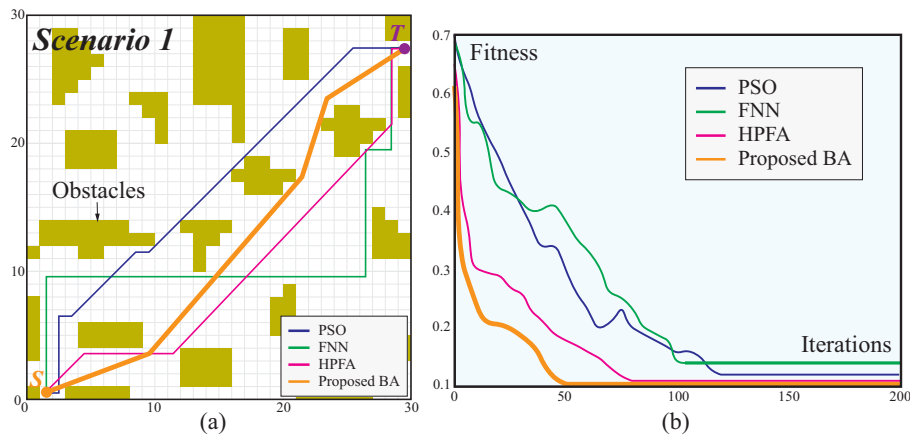 Scenario 1
T
Obstacles
S
PSO
FNN
HPFA
Proposed BA
30
20
10
0
0
10
20
30
(a)
Fitness
PSO
FNN
HPFA
Proposed BA
Iterations
0.7
0.6
0.5
0.4
0.3
0.2
0.1
0
50
100
150
200
(b)